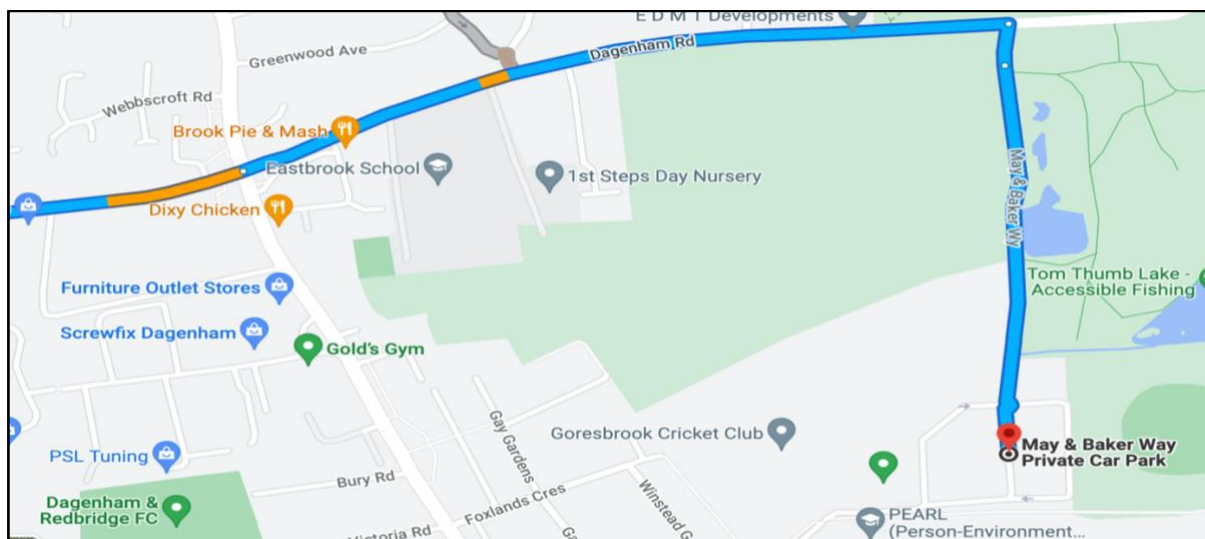 E D M T Developments
Greenwood Ave
Dagenham Rd
Webbscroft Rd
Brook Pie & Mash
Eastbrook School
1st Steps Day Nursery
May & Baker Wy
Dixy Chicken
Furniture Outlet Stores
Tom Thumb Lake -
Accessible Fishing
Screwfix Dagenham
Gold's Gym
Gay Gardens
Goresbrook Cricket Club
May & Baker Way
Private Car Park
PSL Tuning
Bury Rd
Foxlands Cres
Winstead G
Dagenham &
Redbridge FC
Victoria Rd
Ga
PEARL
(Person-Environment...